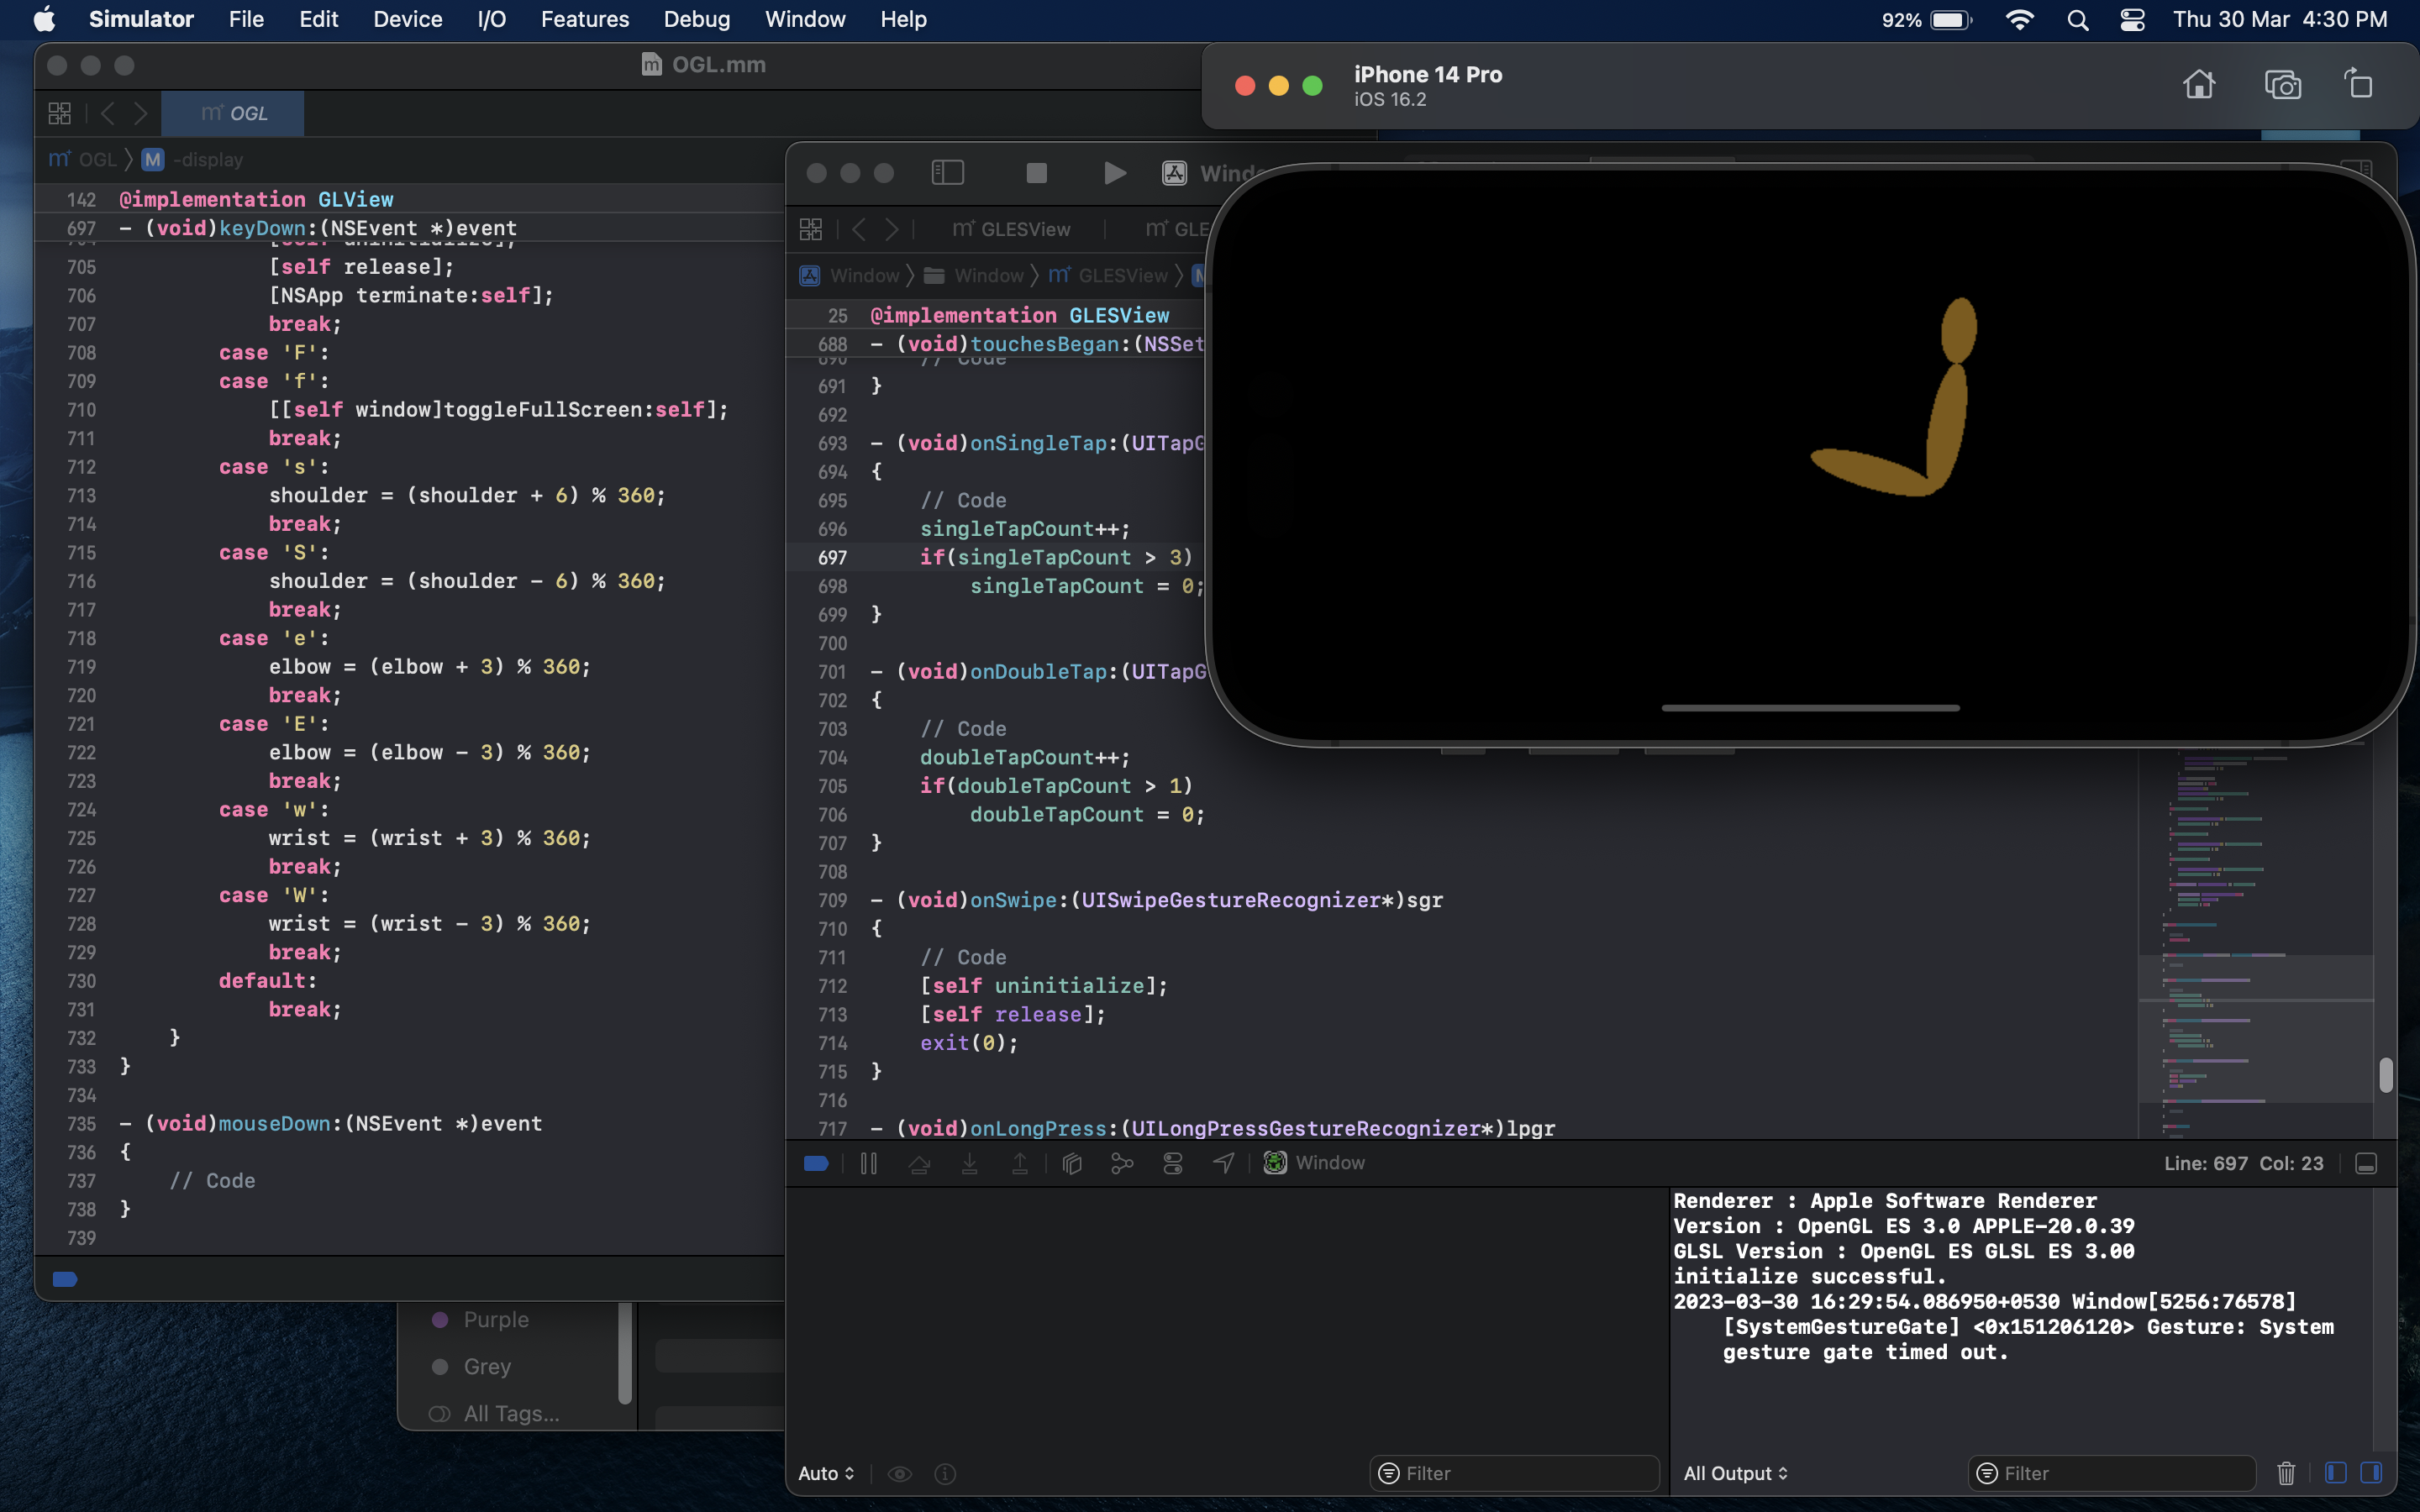 Simulator File Edit Device I/O Features Debug Window Help 92% Thu 30 Mar 4:30 PM
OGL.mm
OGL
OGL -display
142 @implementation GLView
697 - (void)keyDown:(NSEvent *)event
705 [self release];
706 [NSApp terminate:self];
707 break;
708 case 'F':
709 case 'f':
710 [[self window]toggleFullScreen:self];
711 break;
712 case 's':
713 shoulder = (shoulder + 6) % 360;
714 break;
715 case 'S':
716 shoulder = (shoulder - 6) % 360;
717 break;
718 case 'e':
719 elbow = (elbow + 3) % 360;
720 break;
721 case 'E':
722 elbow = (elbow - 3) % 360;
723 break;
724 case 'w':
725 wrist = (wrist + 3) % 360;
726 break;
727 case 'W':
728 wrist = (wrist - 3) % 360;
729 break;
730 default:
731 break;
732 }
733 }
734
735 - (void)mouseDown:(NSEvent *)event
736 {
737 // Code
738 }
739
Purple
Grey
All Tags...
iPhone 14 Pro
iOS 16.2
GLESView
Window Window GLESView
25 @implementation GLESView
688 - (void)touchesBegan:(NSSet
690 // Code
691 }
692
693 - (void)onSingleTap:(UITapG
694 {
695 // Code
696 singleTapCount++;
697 if(singleTapCount > 3)
698 singleTapCount = 0;
699 }
700
701 - (void)onDoubleTap:(UITapG
702 {
703 // Code
704 doubleTapCount++;
705 if(doubleTapCount > 1)
706 doubleTapCount = 0;
707 }
708
709 - (void)onSwipe:(UISwipeGestureRecognizer*)sgr
710 {
711 // Code
712 [self uninitialize];
713 [self release];
714 exit(0);
715 }
716
717 - (void)onLongPress:(UILongPressGestureRecognizer*)lpgr
Window Line: 697 Col: 23
Renderer : Apple Software Renderer
Version : OpenGL ES 3.0 APPLE-20.0.39
GLSL Version : OpenGL ES GLSL ES 3.00
initialize successful.
2023-03-30 16:29:54.086950+0530 Window[5256:76578]
[SystemGestureGate] <0x151206120> Gesture: System
gesture gate timed out.
Auto Filter All Output Filter